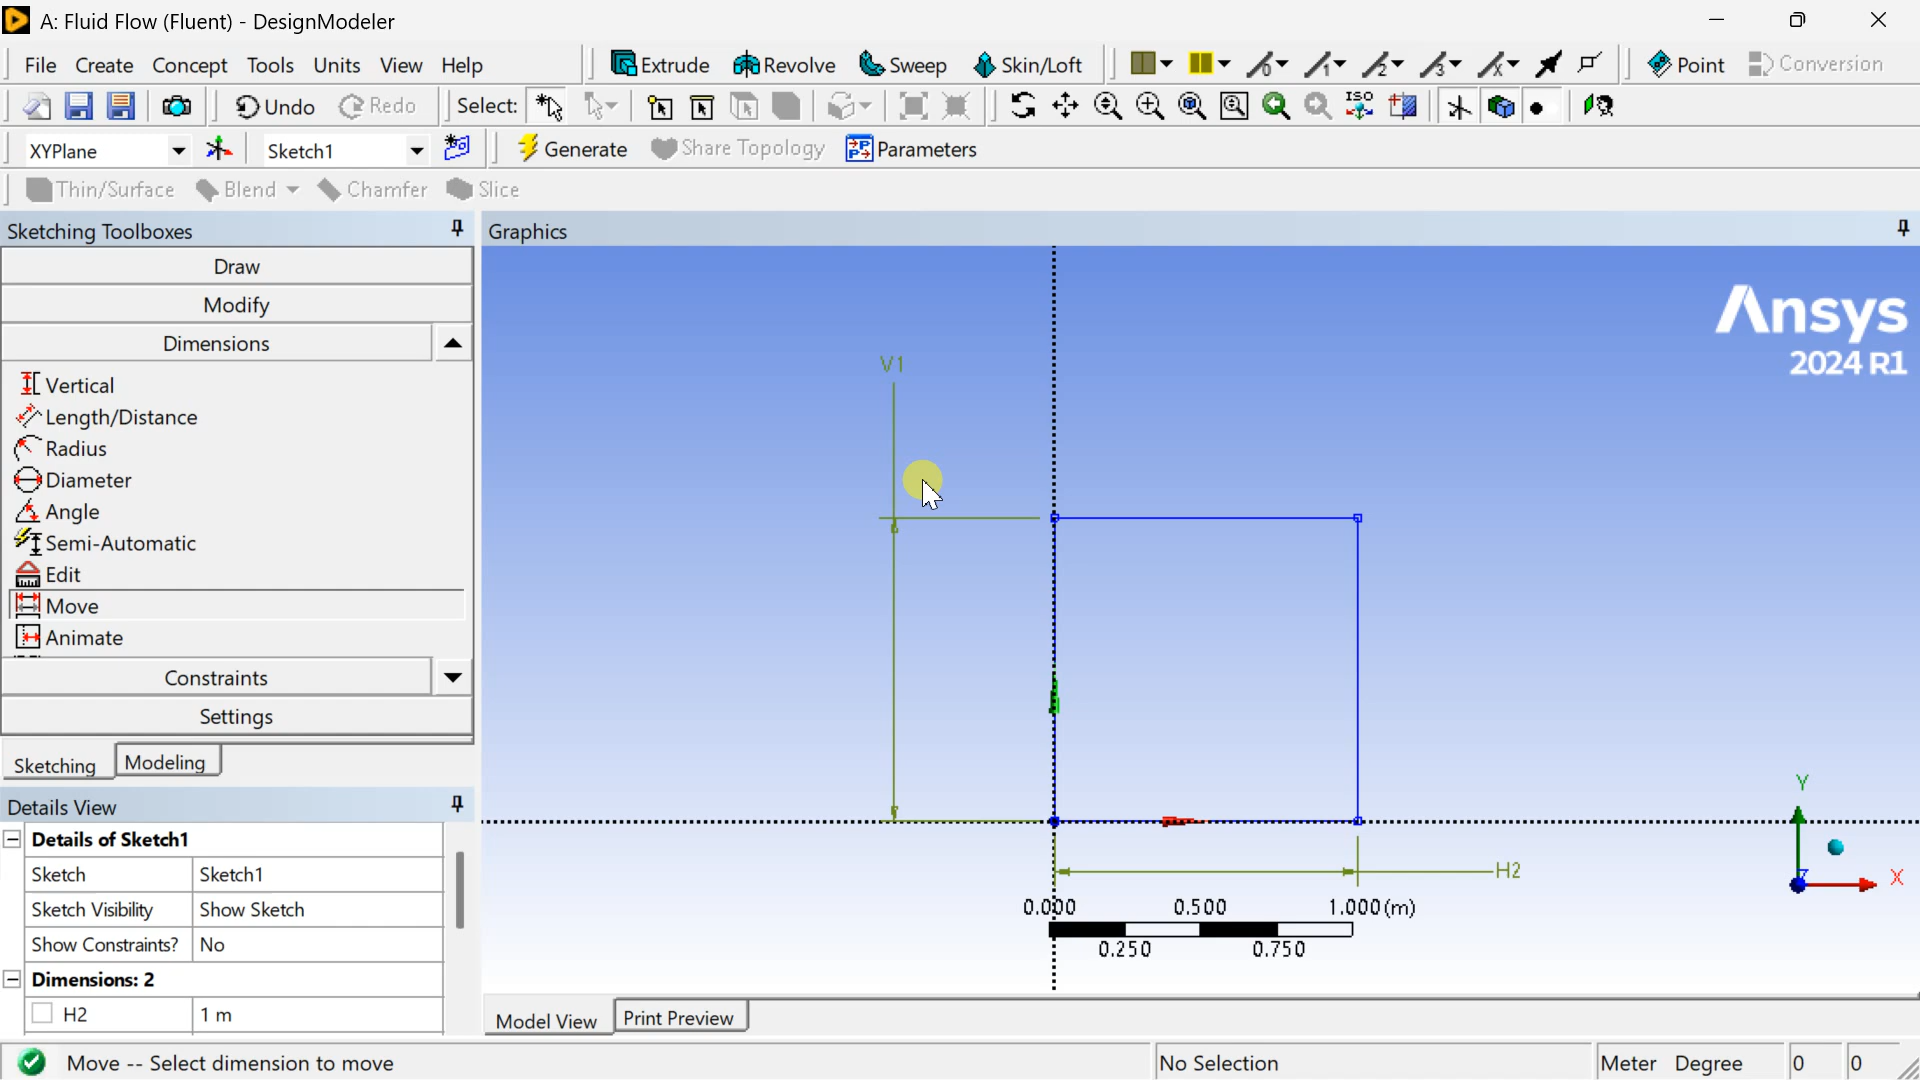 A: Fluid Flow (Fluent) - DesignModeler
File Create Concept Tools Units View Help
Extrude Revolve Sweep Skin/Loft
Point Conversion
Undo Redo Select:
ISO
XYPlane Sketch1 Generate Share Topology Parameters
Thin/Surface Blend Chamfer Slice
Sketching Toolboxes
Draw
Modify
Dimensions
Vertical
Length/Distance
Radius
Diameter
Angle
Semi-Automatic
Edit
Move
Animate
Constraints
Settings
Sketching Modeling
Details View
Details of Sketch1
Sketch Sketch1
Sketch Visibility Show Sketch
Show Constraints? No
Dimensions: 2
H2 1 m
Graphics
Ansys
2024 R1
V1
H2
0.000 0.500 1.000(m)
0.250 0.750
Y
X
Z
Model View Print Preview
Move -- Select dimension to move
No Selection
Meter Degree 0 0